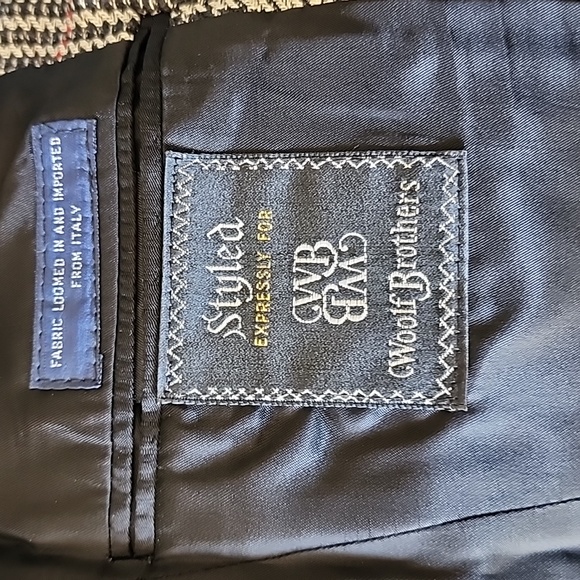 FABRIC LOOMED IN AND IMPORTED
FROM ITALY
Styled
EXPRESSLY FOR
WB
WB
Woolf Brothers